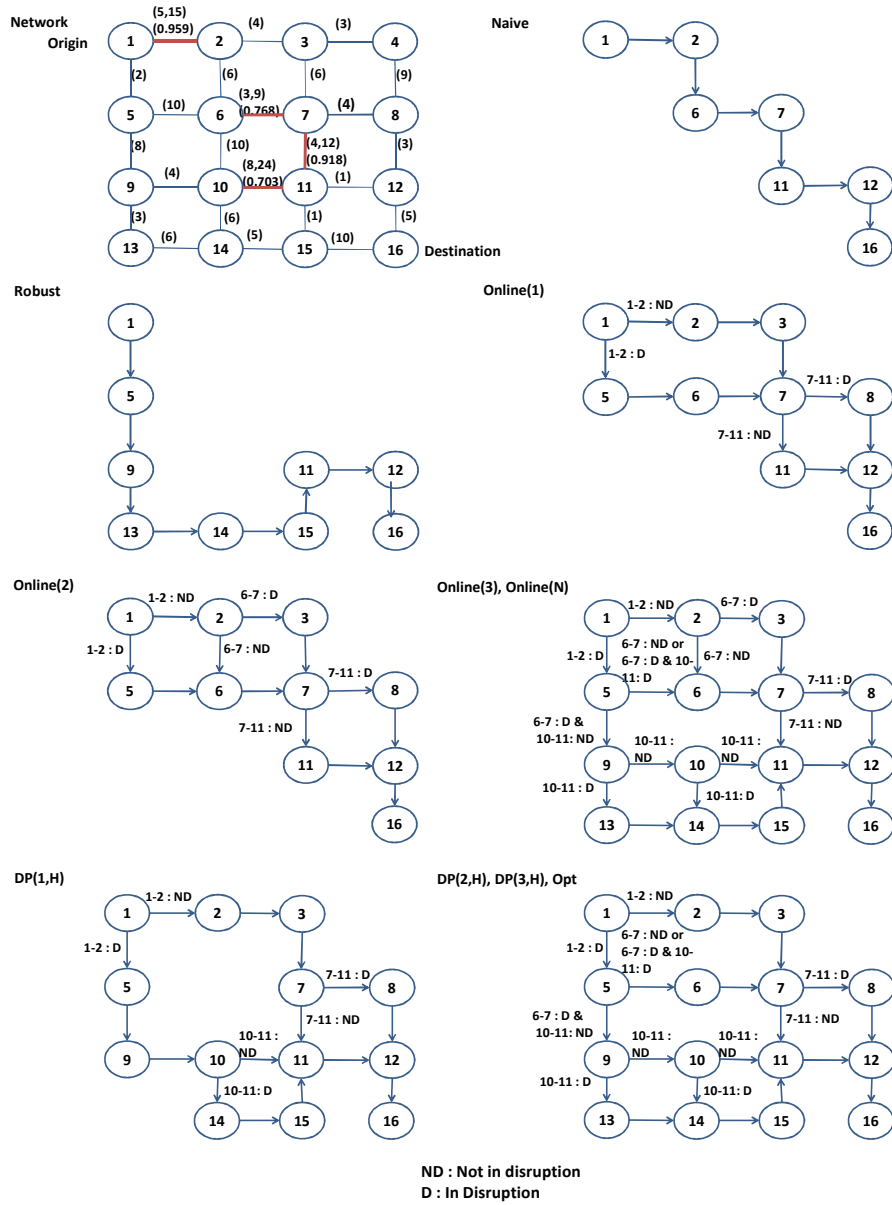 Network
Origin
(5,15)
(0.959)
(4)
(3)
1
2
3
4
(2)
(6)
(3,9)
(0.768)
(6)
(9)
(10)
(4)
5
6
7
8
(8)
(10)
(8,24)
(0.703)
(4,12)
(0.918)
(3)
(4)
(1)
9
10
11
12
(3)
(6)
(1)
(5)
(6)
(5)
(10)
13
14
15
16
Destination
Naive
1
2
6
7
11
12
16
Robust
1
5
9
13
14
15
11
12
16
Online(1)
1-2 : ND
1
2
3
1-2 : D
5
6
7
7-11 : D
8
7-11 : ND
11
12
16
Online(2)
1-2 : ND
6-7 : D
1
2
3
1-2 : D
6-7 : ND
5
6
7
7-11 : D
8
7-11 : ND
11
12
16
Online(3), Online(N)
1-2 : ND
6-7 : D
1
2
3
1-2 : D
6-7 : ND or
6-7 : D & 10-
11: D
6-7 : ND
5
6
7
7-11 : D
8
6-7 : D &
10-11: ND
7-11 : ND
10-11 :
ND
10-11 :
ND
9
10
11
12
10-11 : D
10-11: D
13
14
15
16
DP(1,H)
1-2 : ND
1
2
3
1-2 : D
5
7
7-11 : D
8
7-11 : ND
10-11 :
ND
9
10
11
12
10-11: D
14
15
16
DP(2,H), DP(3,H), Opt
1-2 : ND
1
2
3
1-2 : D
6-7 : ND or
6-7 : D & 10-
11: D
5
6
7
7-11 : D
8
6-7 : D &
10-11: ND
7-11 : ND
10-11 :
ND
10-11 :
ND
9
10
11
12
10-11 : D
10-11: D
13
14
15
16
ND : Not in disruption
D : In Disruption